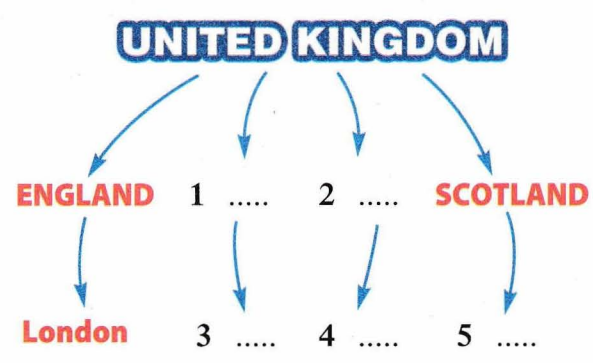 UNITED KINGDOM
ENGLAND 1 ..... 2 ..... SCOTLAND
London 3 ..... 4 ..... 5 .....